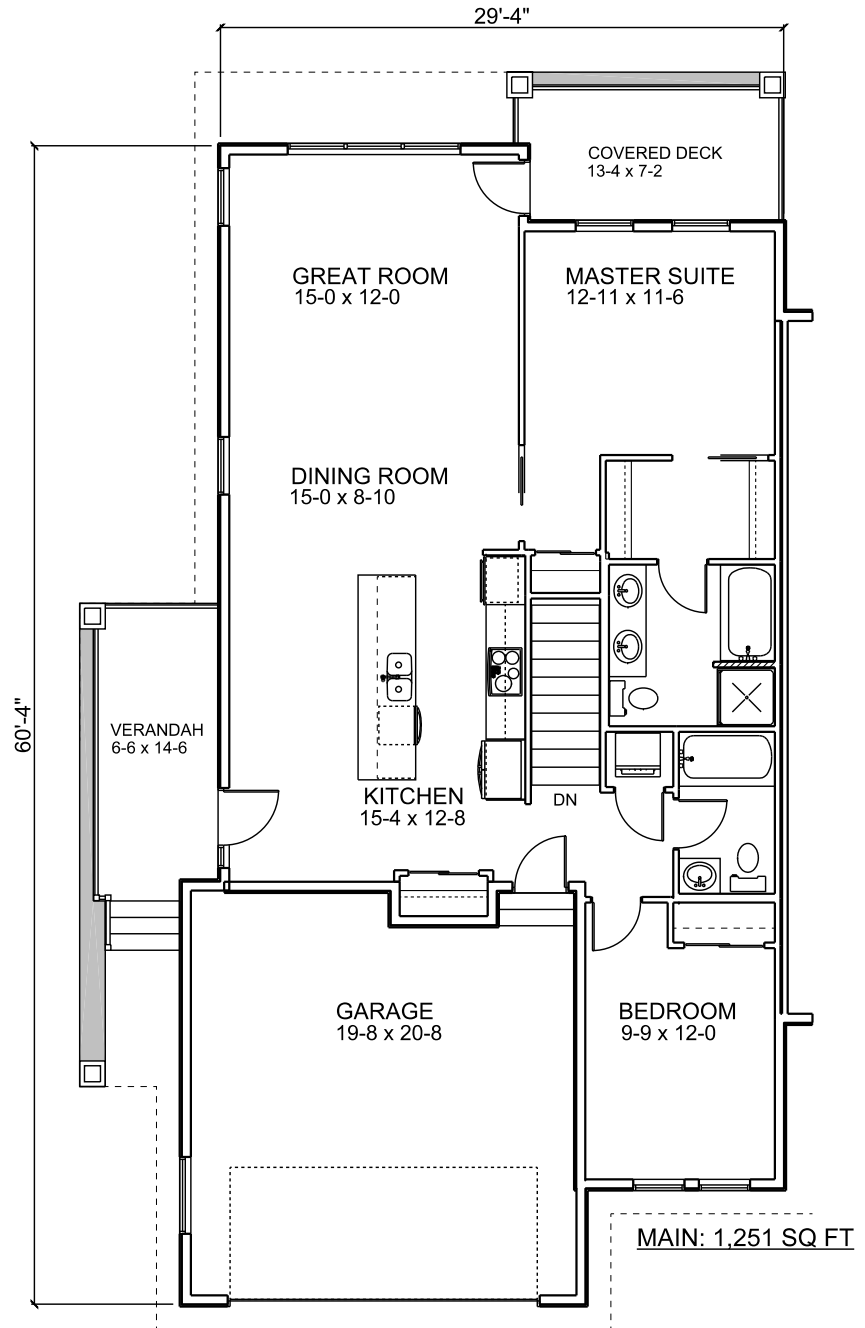 29'-4"
COVERED DECK
13-4 x 7-2
GREAT ROOM
15-0 x 12-0
MASTER SUITE
12-11 x 11-6
DINING ROOM
15-0 x 8-10
60'-4"
VERANDAH
6-6 x 14-6
KITCHEN
15-4 x 12-8
DN
GARAGE
19-8 x 20-8
BEDROOM
9-9 x 12-0
MAIN: 1,251 SQ FT